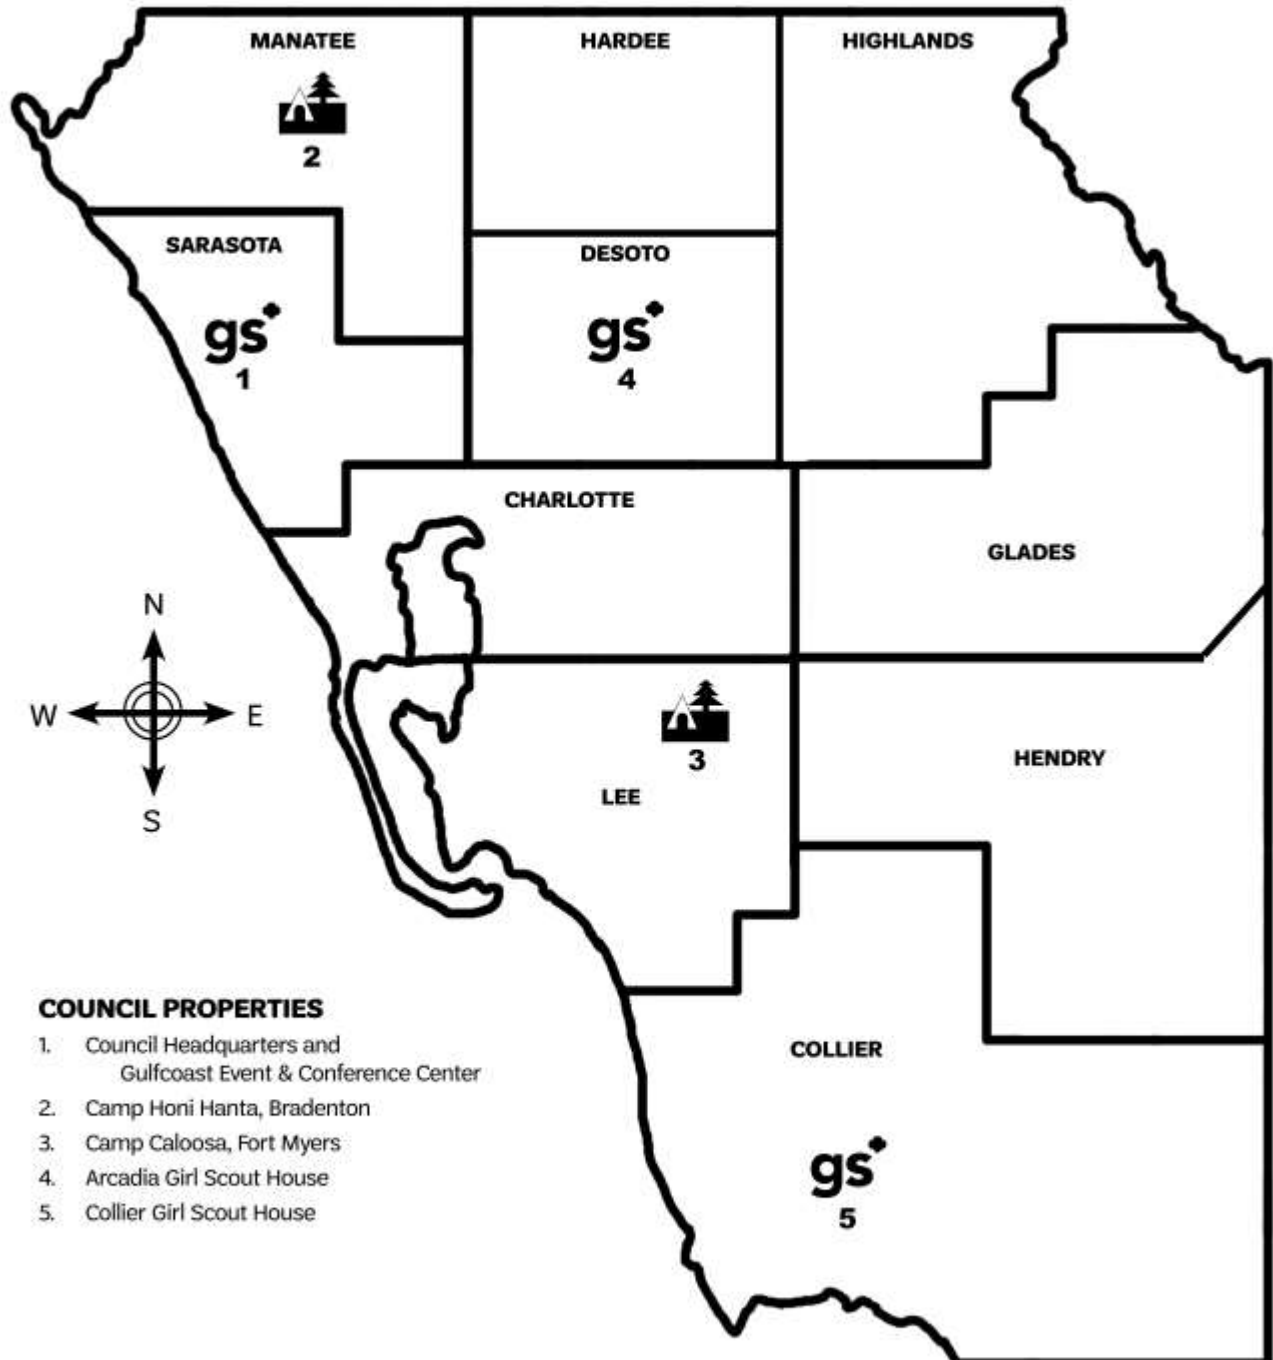 MANATEE
HARDEE
HIGHLANDS
2
SARASOTA
DESOTO
gs
gs
1
4
CHARLOTTE
GLADES
N
W
E
S
3
HENDRY
LEE
COUNCIL PROPERTIES
1. Council Headquarters and
Gulfcoast Event & Conference Center
2. Camp Honi Hanta, Bradenton
3. Camp Caloosa, Fort Myers
4. Arcadia Girl Scout House
5. Collier Girl Scout House
COLLIER
gs
5